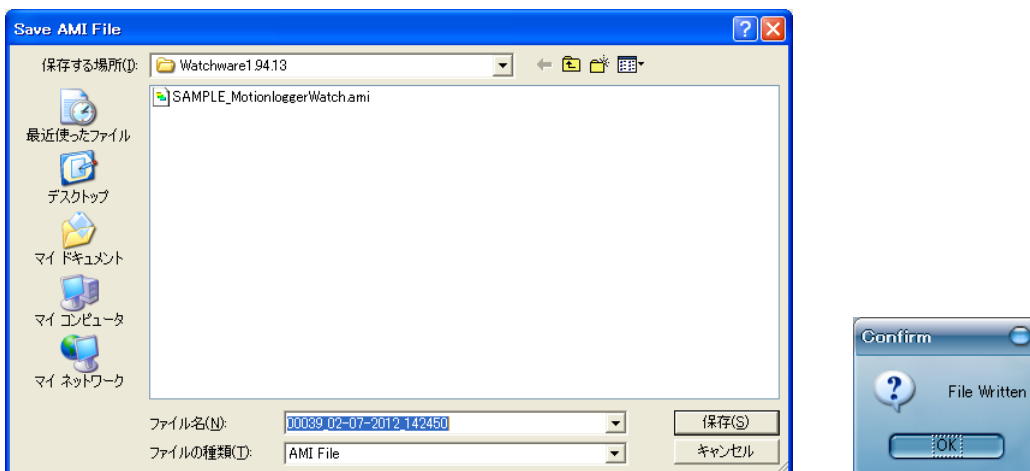 Save AMI File
保存する場所(I): Watchware1.94.13
SAMPLE_MotionloggerWatch.ami
最近使ったファイル
デスクトップ
マイ ドキュメント
マイ コンピュータ
マイ ネットワーク
ファイル名(N): 00039_02-07-2012_142450 保存(S)
ファイルの種類(T): AMI File キャンセル
Confirm
File Written
OK